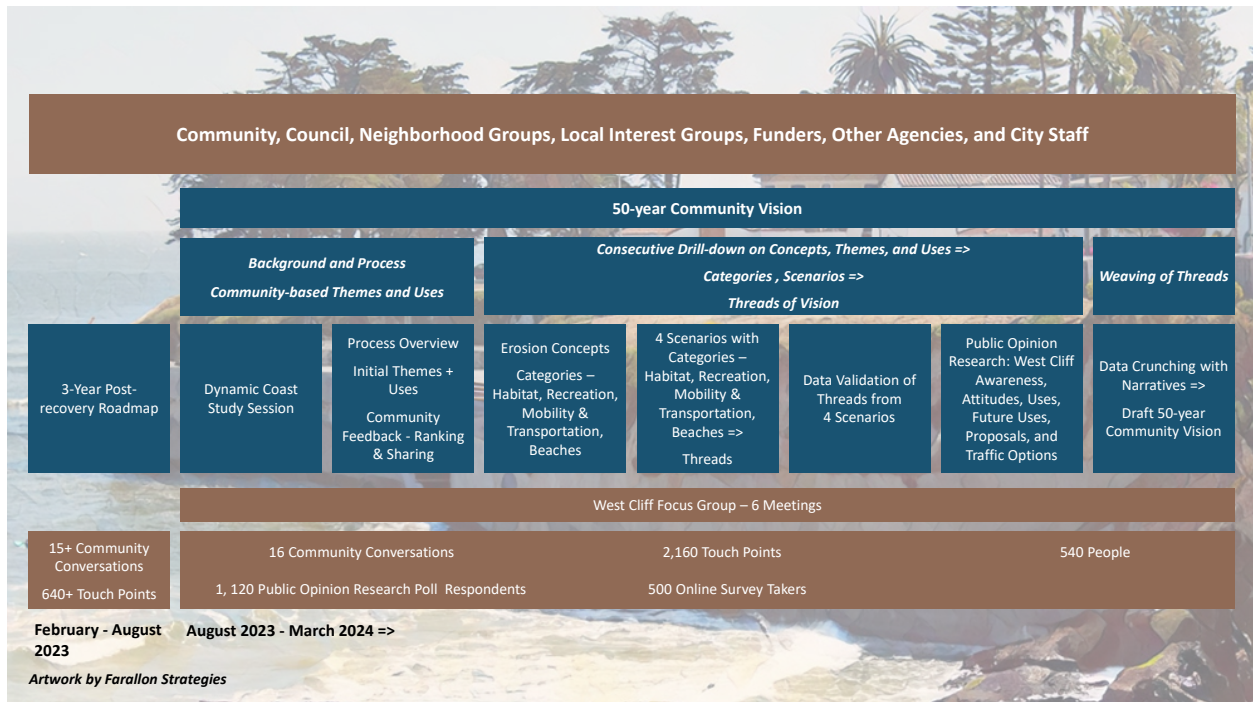 Community, Council, Neighborhood Groups, Local Interest Groups, Funders, Other Agencies, and City Staff
50-year Community Vision
Background and Process
Community-based Themes and Uses
Consecutive Drill-down on Concepts, Themes, and Uses =>
Categories , Scenarios =>
Threads of Vision
Weaving of Threads
3-Year Post-
recovery Roadmap
Dynamic Coast
Study Session
Process Overview
Initial Themes +
Uses
Community
Feedback - Ranking
& Sharing
Erosion Concepts
Categories –
Habitat, Recreation,
Mobility &
Transportation,
Beaches
4 Scenarios with
Categories –
Habitat, Recreation,
Mobility &
Transportation,
Beaches =>
Threads
Data Validation of
Threads from
4 Scenarios
Public Opinion
Research: West Cliff
Awareness,
Attitudes, Uses,
Future Uses,
Proposals, and
Traffic Options
Data Crunching with
Narratives =>
Draft 50-year
Community Vision
West Cliff Focus Group – 6 Meetings
15+ Community
Conversations
640+ Touch Points
16 Community Conversations
2,160 Touch Points
540 People
1, 120 Public Opinion Research Poll Respondents
500 Online Survey Takers
February - August
2023
August 2023 - March 2024 =>
Artwork by Farallon Strategies